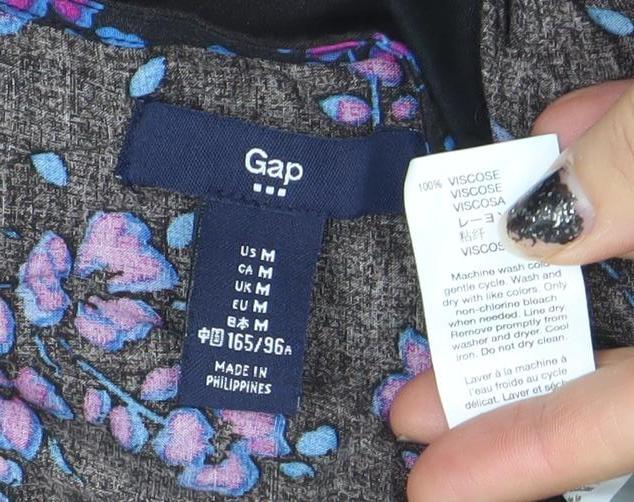 Gap
US M
CA M
UK M
EU M
日本 M
中国 165/96A
MADE IN
PHILIPPINES
100% VISCOSE
VISCOSE
VISCOSA
レーヨ
粘纤
VISCOS
Machine wash cold
gentle cycle. Wash and
dry with like colors. Only
non-chlorine bleach
when needed. Line dry.
Remove promptly from
washer and dryer. Cool
iron. Do not dry clean.
Laver à la machine à
l'eau froide au cycle
délicat. Laver et séch